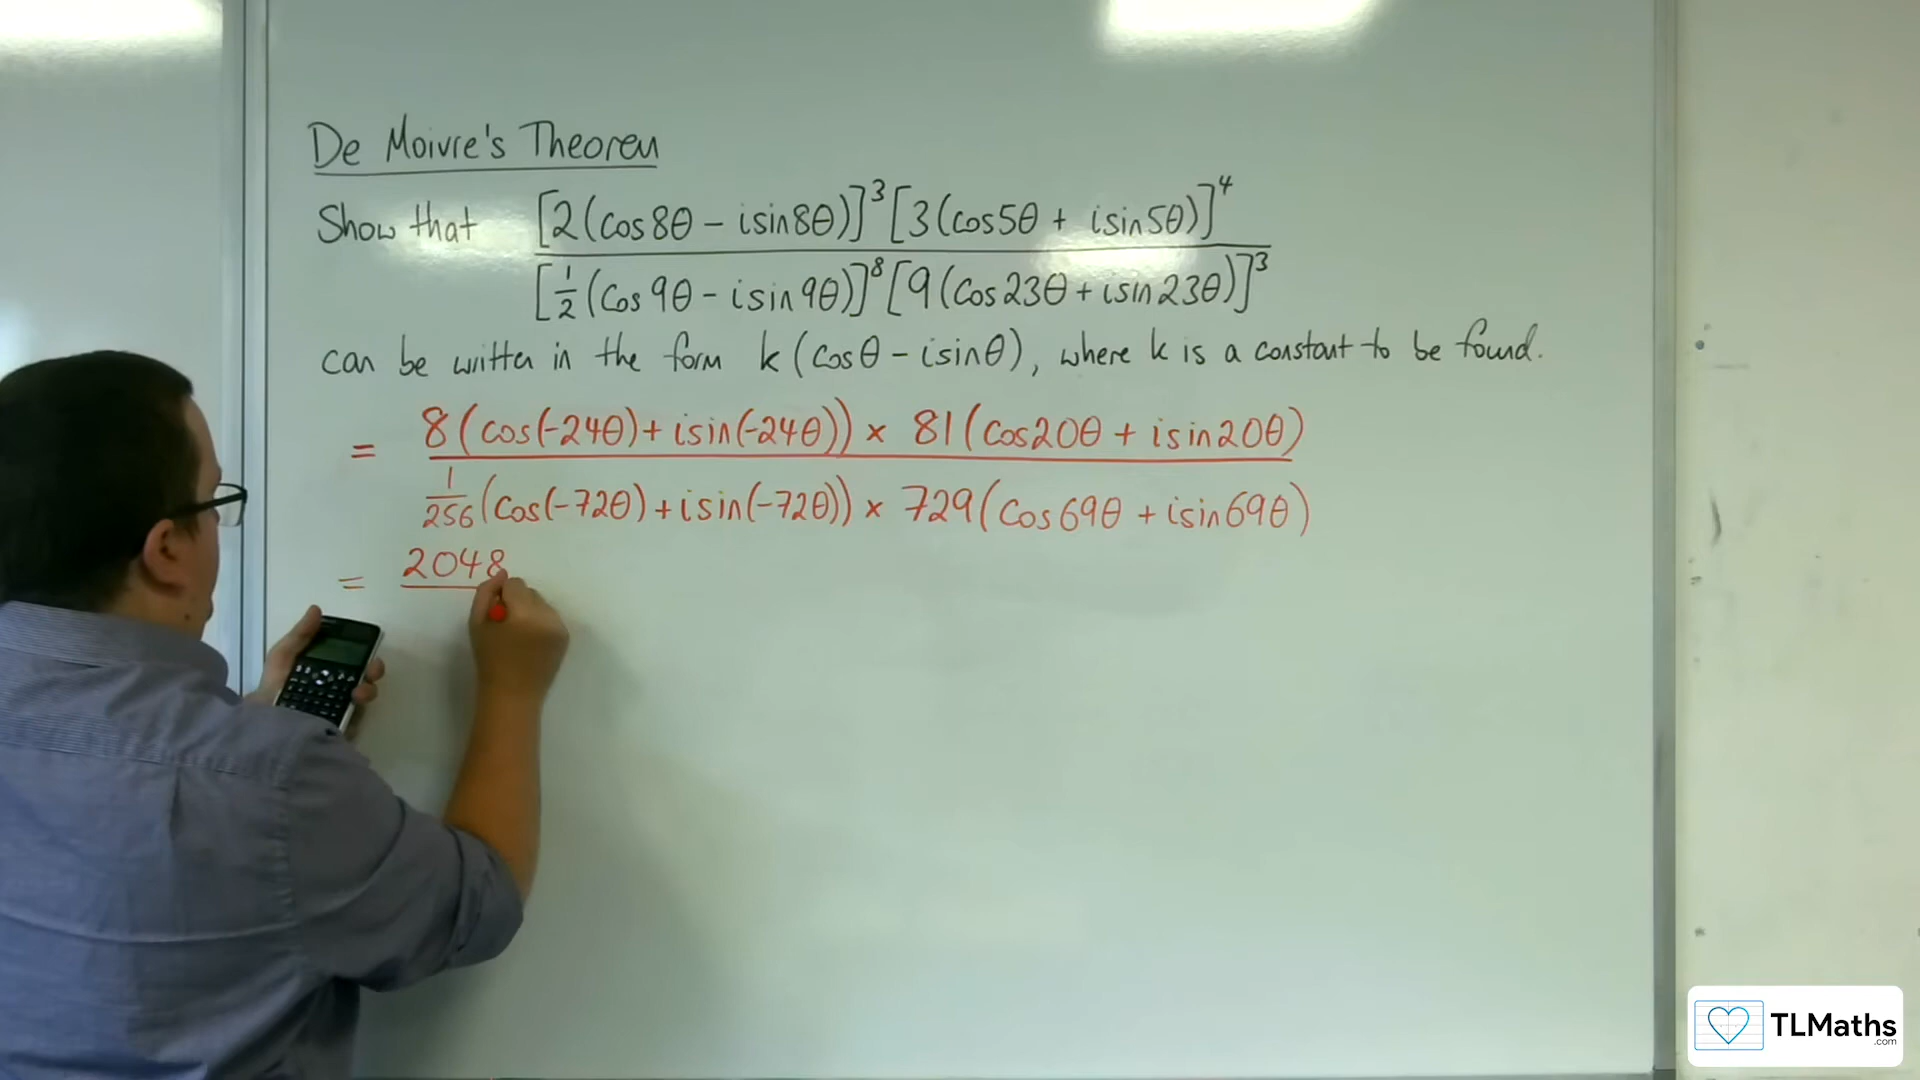 De Moivre's Theorem
Show that [2(cos8θ - isin8θ)]³ [3(cos5θ + isin5θ)]⁴
[½(cos9θ - isin9θ)]⁸ [9(cos23θ + isin23θ)]³
can be written in the form k(cosθ - isinθ), where k is a constant to be found.
= 8(cos(-24θ) + isin(-24θ)) × 81(cos20θ + isin20θ)
1/256(cos(-72θ) + isin(-72θ)) × 729(cos69θ + isin69θ)
= 2048
TLMaths
.com